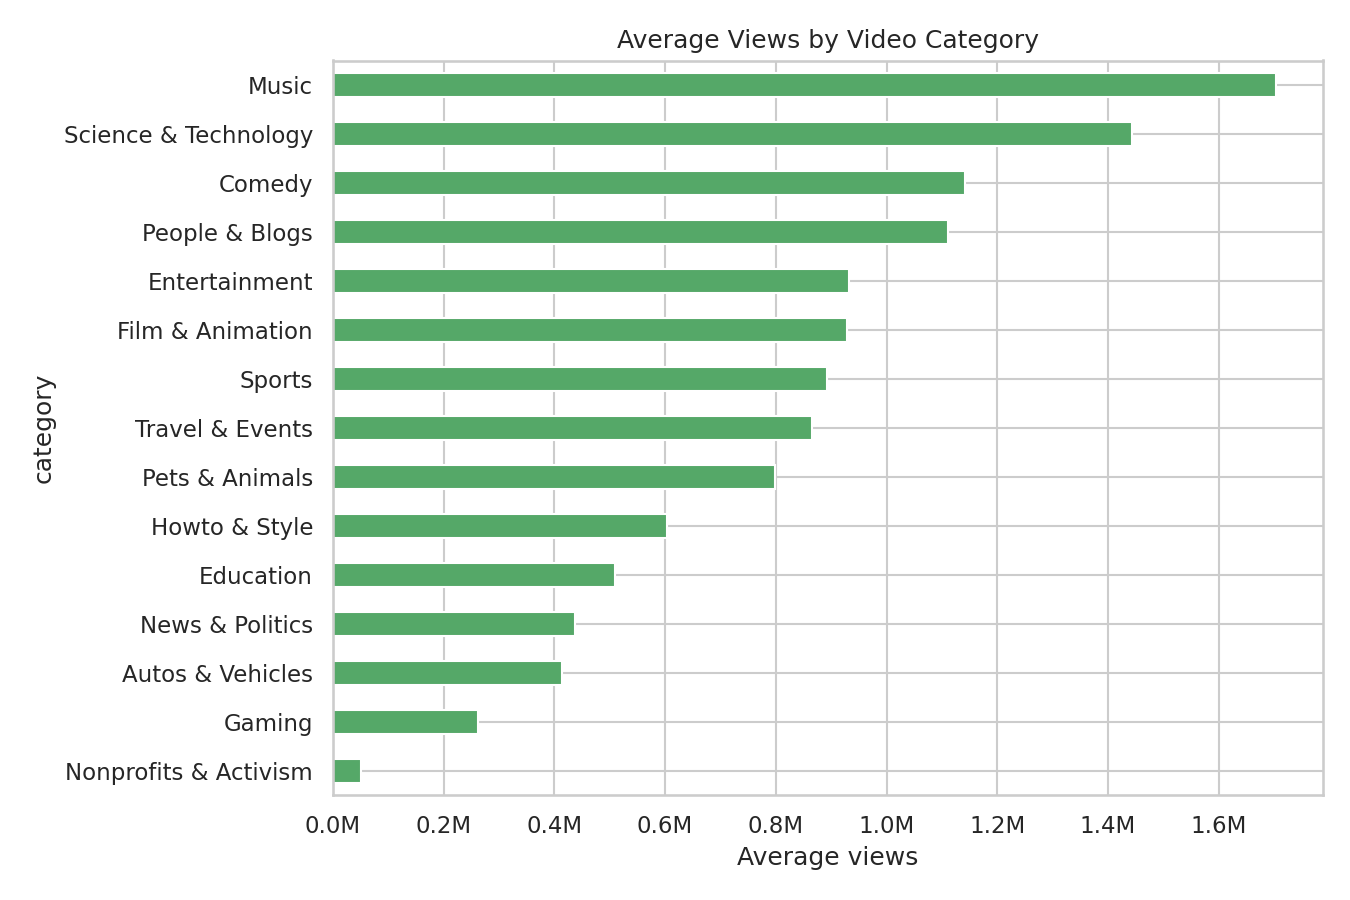 Average Views by Video Category
Music
Science & Technology
Comedy
People & Blogs
Entertainment
Film & Animation
Sports
Travel & Events
Pets & Animals
Howto & Style
Education
News & Politics
Autos & Vehicles
Gaming
Nonprofits & Activism
category
0.0M 0.2M 0.4M 0.6M 0.8M 1.0M 1.2M 1.4M 1.6M
Average views